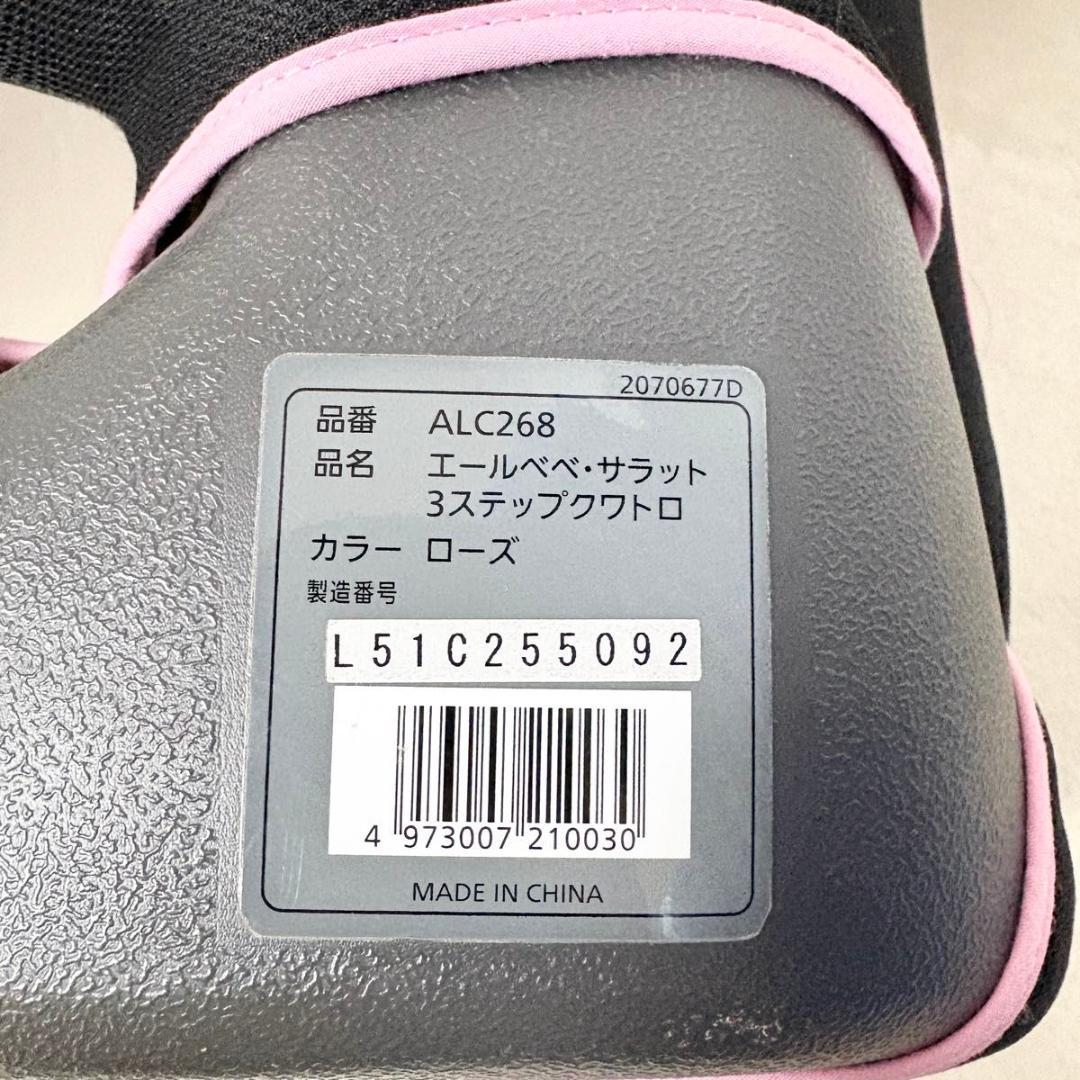 2070677D
品番 ALC268
品名 エールベベ・サラット
3ステップクワトロ
カラー ローズ
製造番号
L51C255092
4 973007 210030
MADE IN CHINA